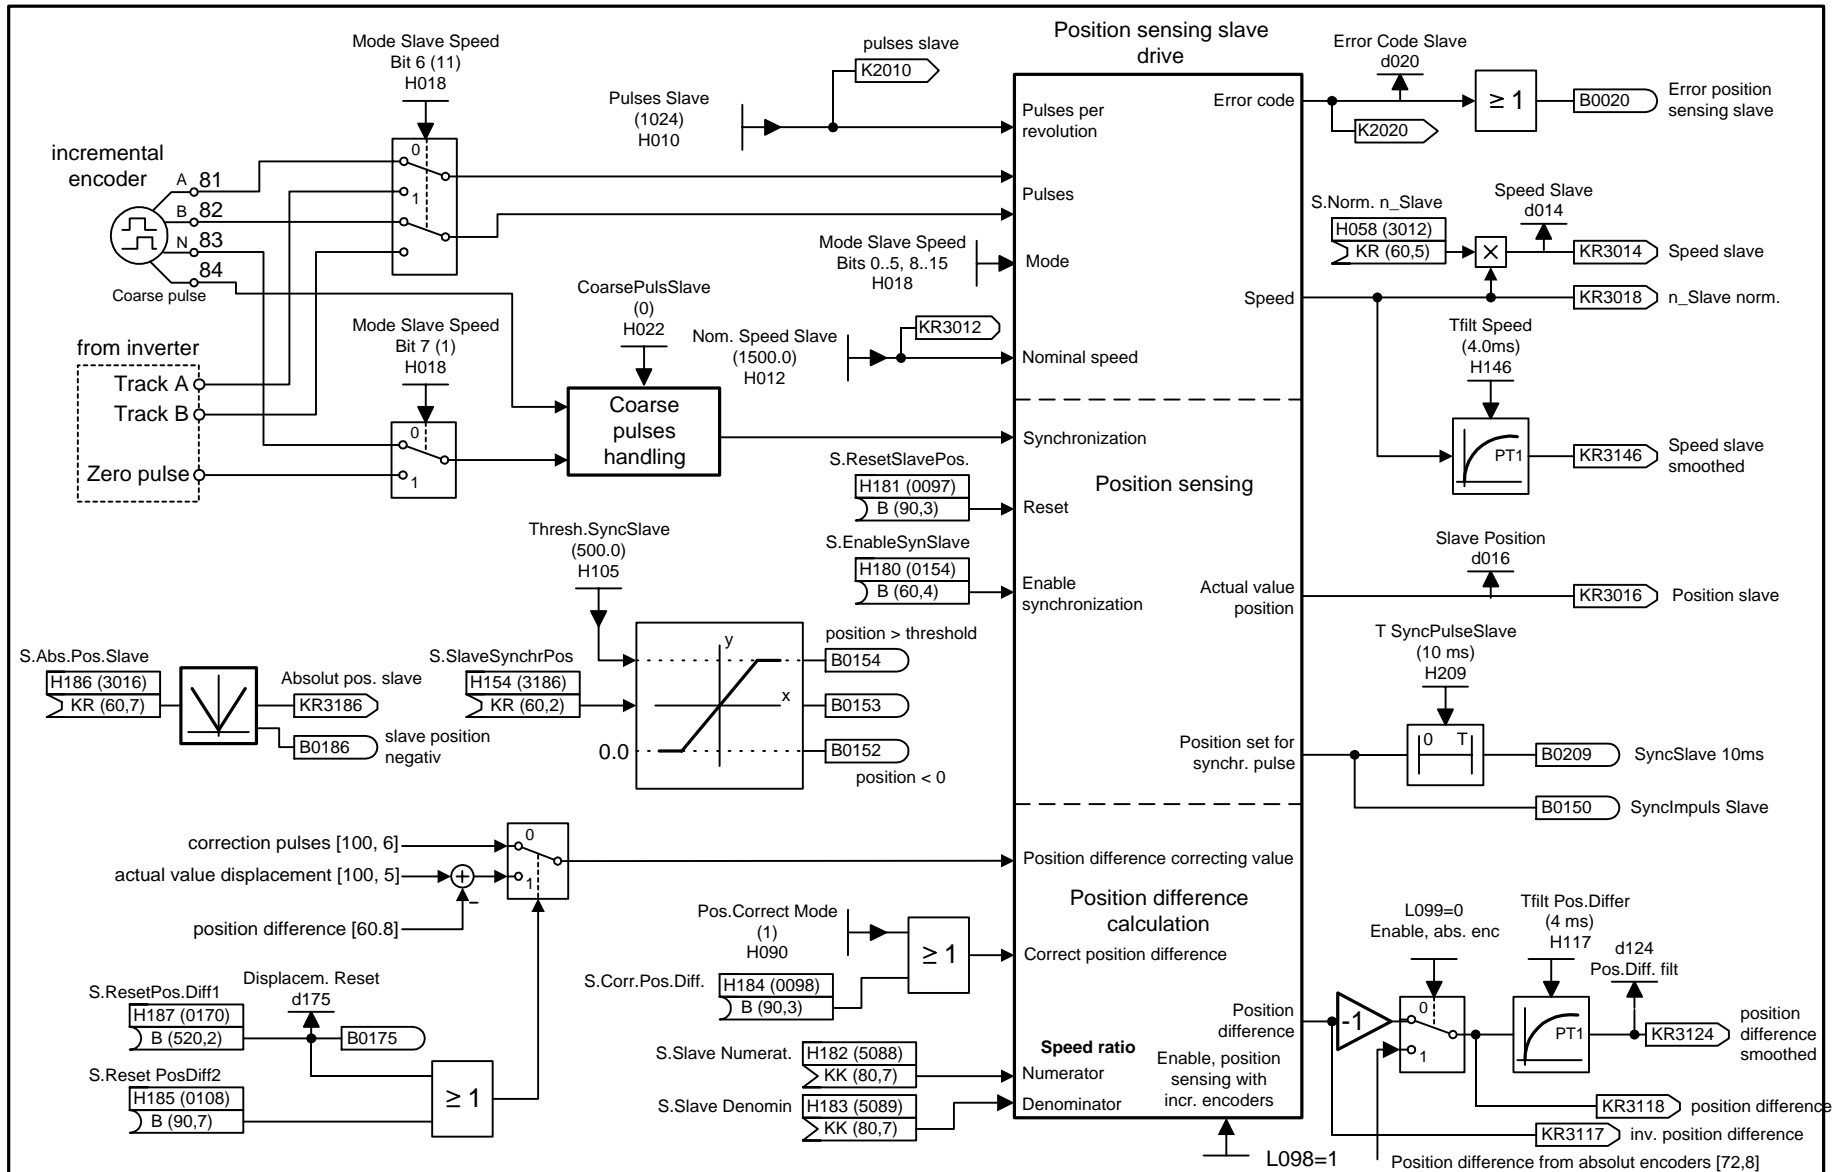 Mode Slave Speed
Bit 6 (11)
H018
0
1
incremental
encoder
A 81
B 82
N 83
84
Coarse pulse
from inverter
Track A
Track B
Zero pulse
Mode Slave Speed
Bit 7 (1)
H018
0
1
pulses slave
K2010
Pulses Slave
(1024)
H010
Mode Slave Speed
Bits 0..5, 8..15
H018
CoarsePulsSlave
(0)
H022
Nom. Speed Slave
(1500.0)
H012
KR3012
Coarse
pulses
handling
S.ResetSlavePos.
H181 (0097)
B (90,3)
S.EnableSynSlave
H180 (0154)
B (60,4)
Thresh.SyncSlave
(500.0)
H105
S.Abs.Pos.Slave
H186 (3016)
KR (60,7)
Absolut pos. slave
KR3186
B0186
slave position
negativ
S.SlaveSynchrPos
H154 (3186)
KR (60,2)
y
x
0.0
position > threshold
B0154
B0153
B0152
position < 0
correction pulses [100, 6]
actual value displacement [100, 5]
position difference [60.8]
+
–
0
1
Displacem. Reset
d175
S.ResetPos.Diff1
H187 (0170)
B (520,2)
B0175
S.Reset PosDiff2
H185 (0108)
B (90,7)
≥ 1
Pos.Correct Mode
(1)
H090
S.Corr.Pos.Diff.
H184 (0098)
B (90,3)
≥ 1
S.Slave Numerat.
H182 (5088)
KK (80,7)
S.Slave Denomin
H183 (5089)
KK (80,7)
Position sensing slave
drive
Pulses per
revolution
Pulses
Mode
Nominal speed
Error code
Speed
Synchronization
Position sensing
Reset
Enable
synchronization
Actual value
position
Position set for
synchr. pulse
Position difference correcting value
Position difference
calculation
Correct position difference
Position
difference
Speed ratio
Numerator
Denominator
Enable, position
sensing with
incr. encoders
L098=1
Error Code Slave
d020
K2020
≥ 1
B0020
Error position
sensing slave
S.Norm. n_Slave
H058 (3012)
KR (60,5)
Speed Slave
d014
×
KR3014
Speed slave
KR3018
n_Slave norm.
Tfilt Speed
(4.0ms)
H146
PT1
KR3146
Speed slave
smoothed
Slave Position
d016
KR3016
Position slave
T SyncPulseSlave
(10 ms)
H209
0 T
B0209
SyncSlave 10ms
B0150
SyncImpuls Slave
L099=0
Enable, abs. enc
-1
0
1
Tfilt Pos.Differ
(4 ms)
H117
PT1
d124
Pos.Diff. filt
KR3124
position
difference
smoothed
KR3118
position difference
KR3117
inv. position difference
Position difference from absolut encoders [72,8]